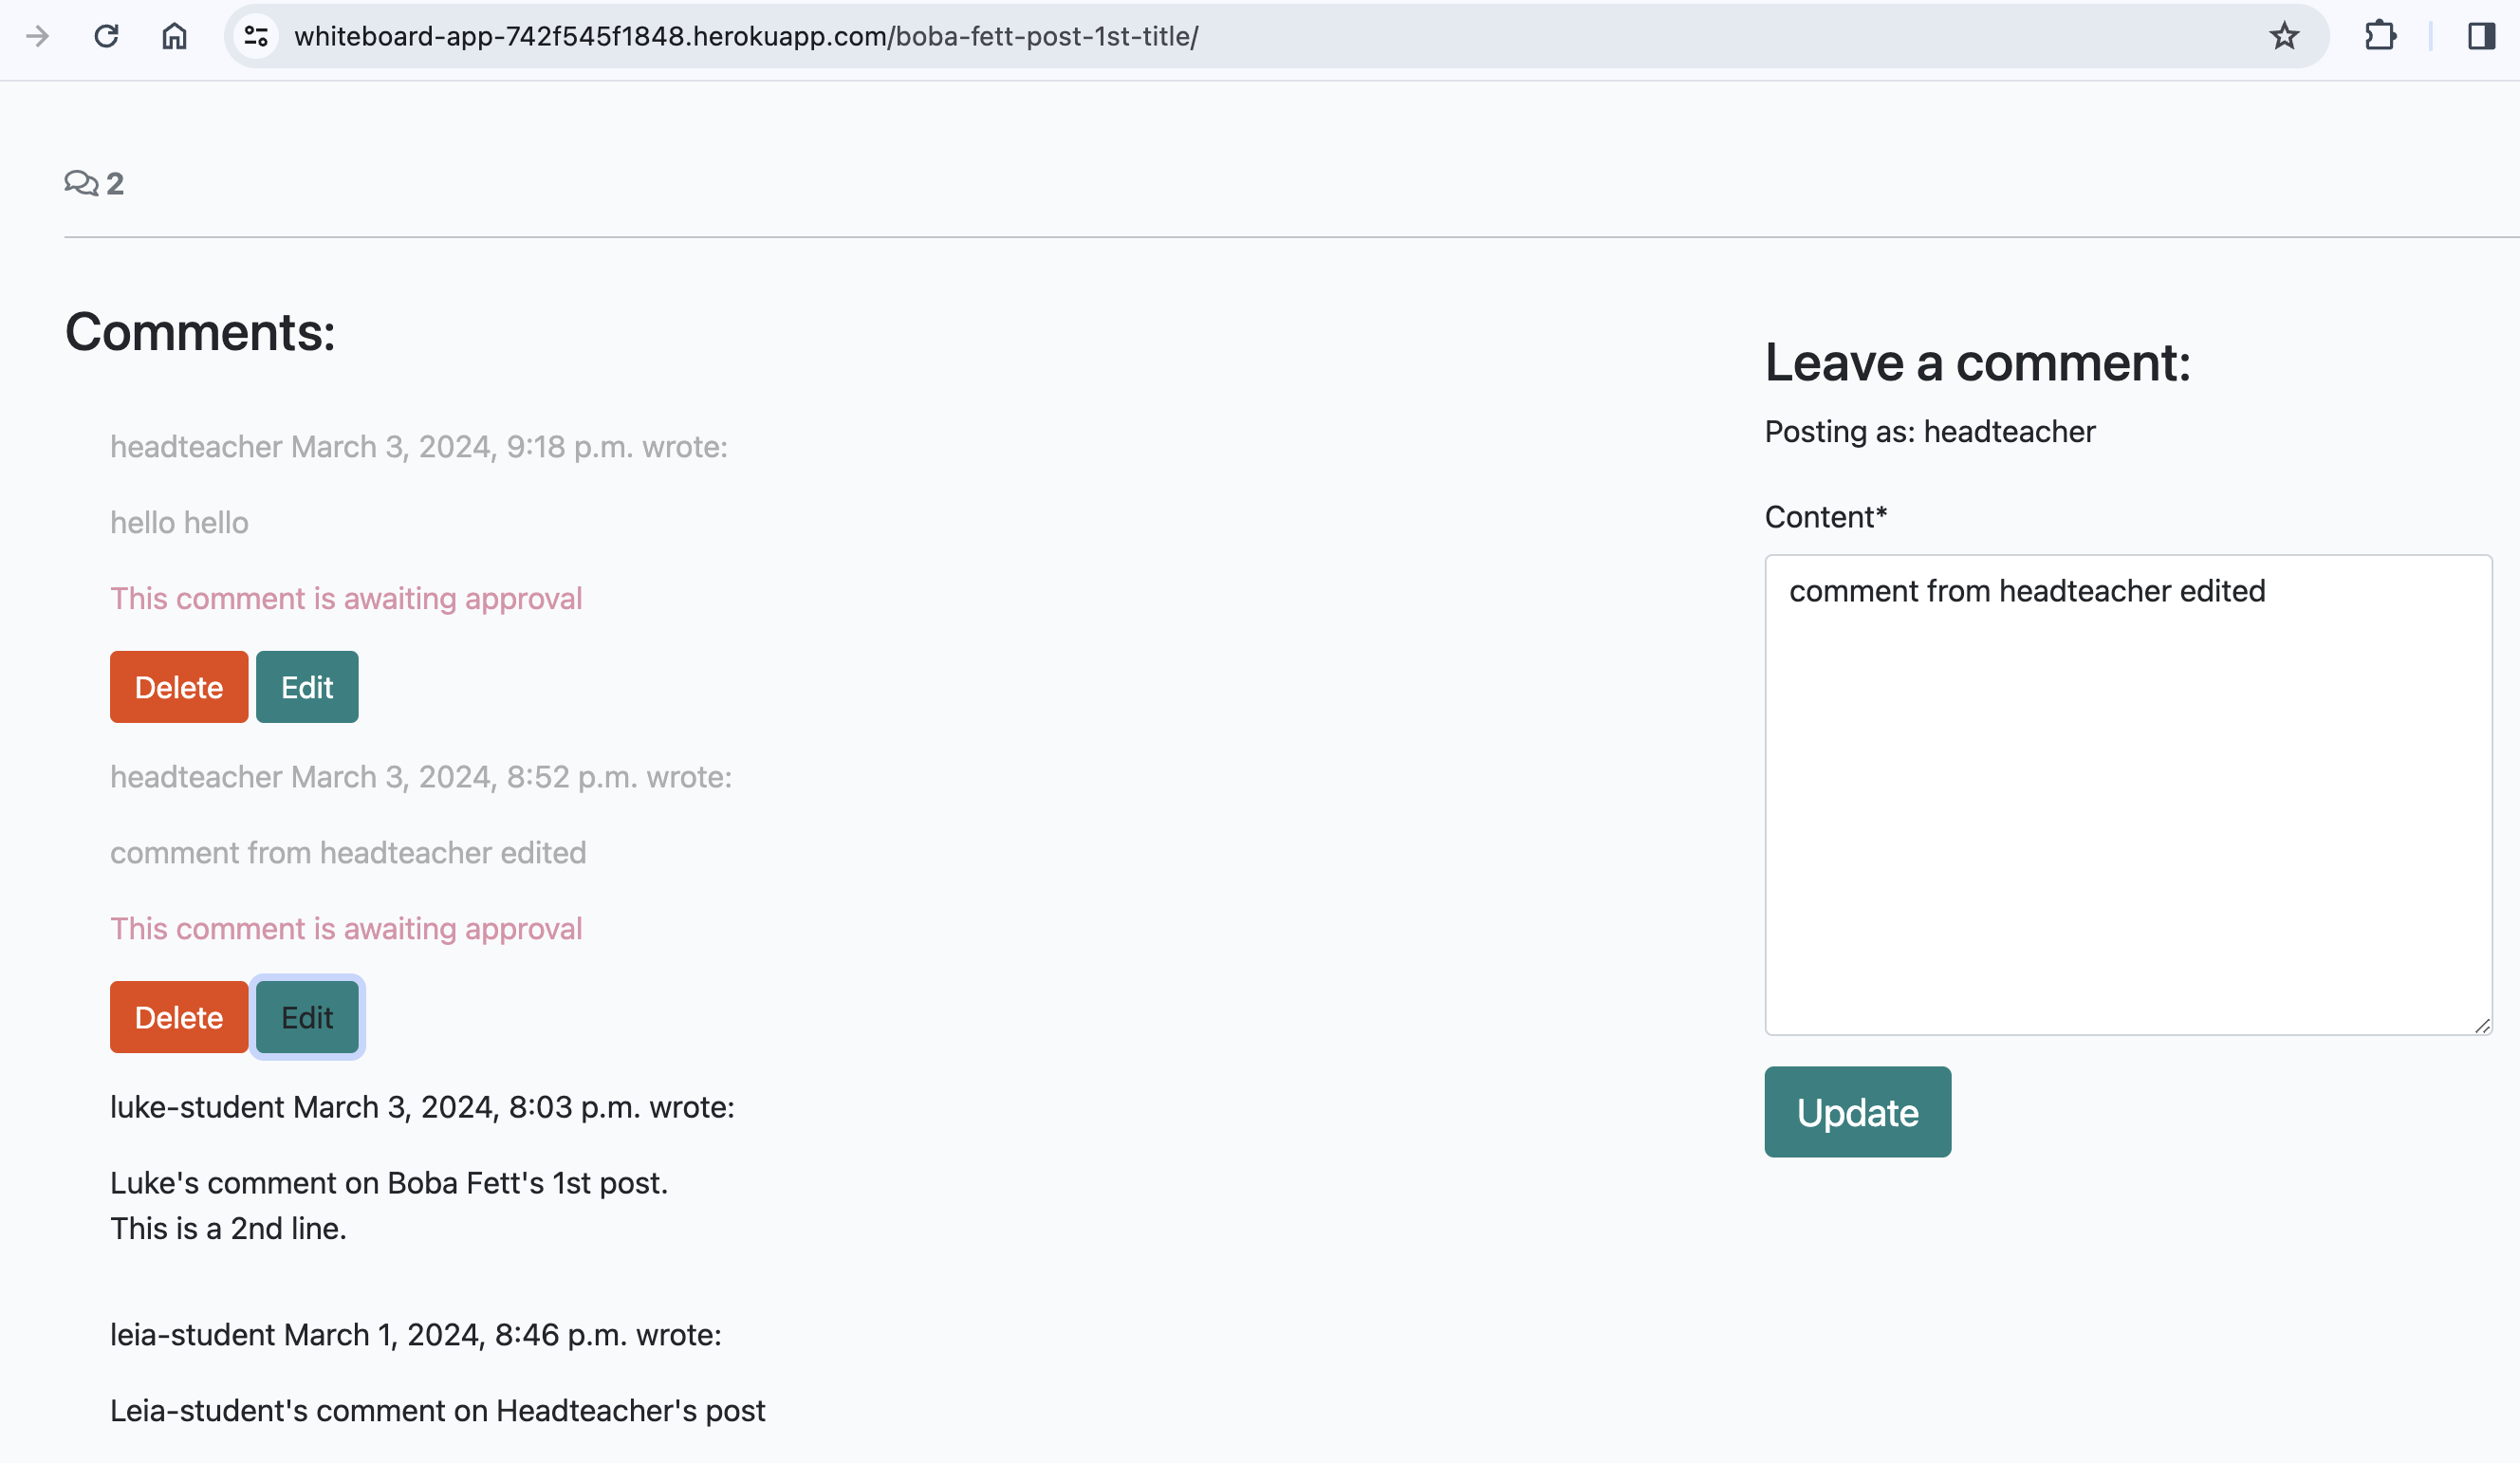 whiteboard-app-742f545f1848.herokuapp.com/boba-fett-post-1st-title/
2
Comments:
headteacher March 3, 2024, 9:18 p.m. wrote:
hello hello
This comment is awaiting approval
Delete Edit
headteacher March 3, 2024, 8:52 p.m. wrote:
comment from headteacher edited
This comment is awaiting approval
Delete Edit
luke-student March 3, 2024, 8:03 p.m. wrote:
Luke's comment on Boba Fett's 1st post.
This is a 2nd line.
leia-student March 1, 2024, 8:46 p.m. wrote:
Leia-student's comment on Headteacher's post
Leave a comment:
Posting as: headteacher
Content*
comment from headteacher edited
Update